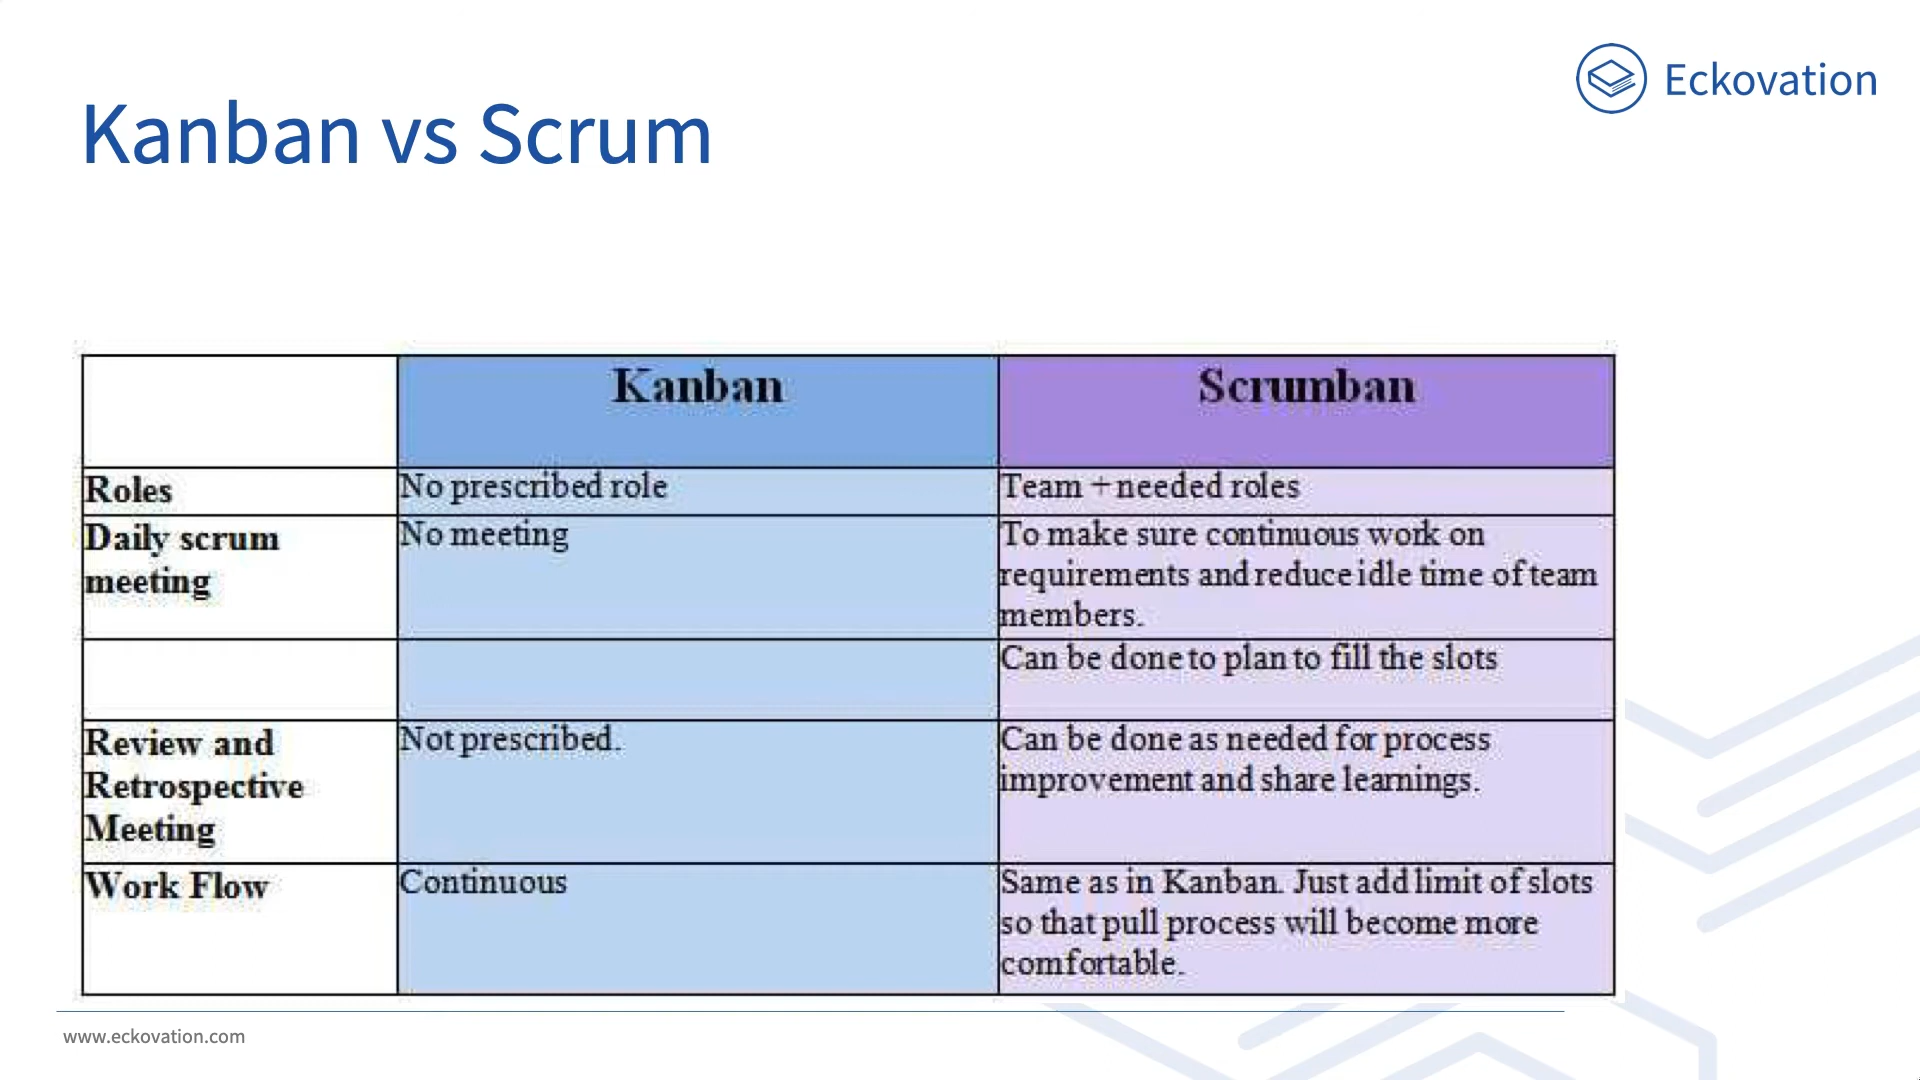 Eckovation
Kanban vs Scrum
Kanban
Scrumban
Roles
No prescribed role
Team + needed roles
Daily scrum
meeting
No meeting
To make sure continuous work on
requirements and reduce idle time of team
members.
Can be done to plan to fill the slots
Review and
Retrospective
Meeting
Not prescribed.
Can be done as needed for process
improvement and share learnings.
Work Flow
Continuous
Same as in Kanban. Just add limit of slots
so that pull process will become more
comfortable.
www.eckovation.com